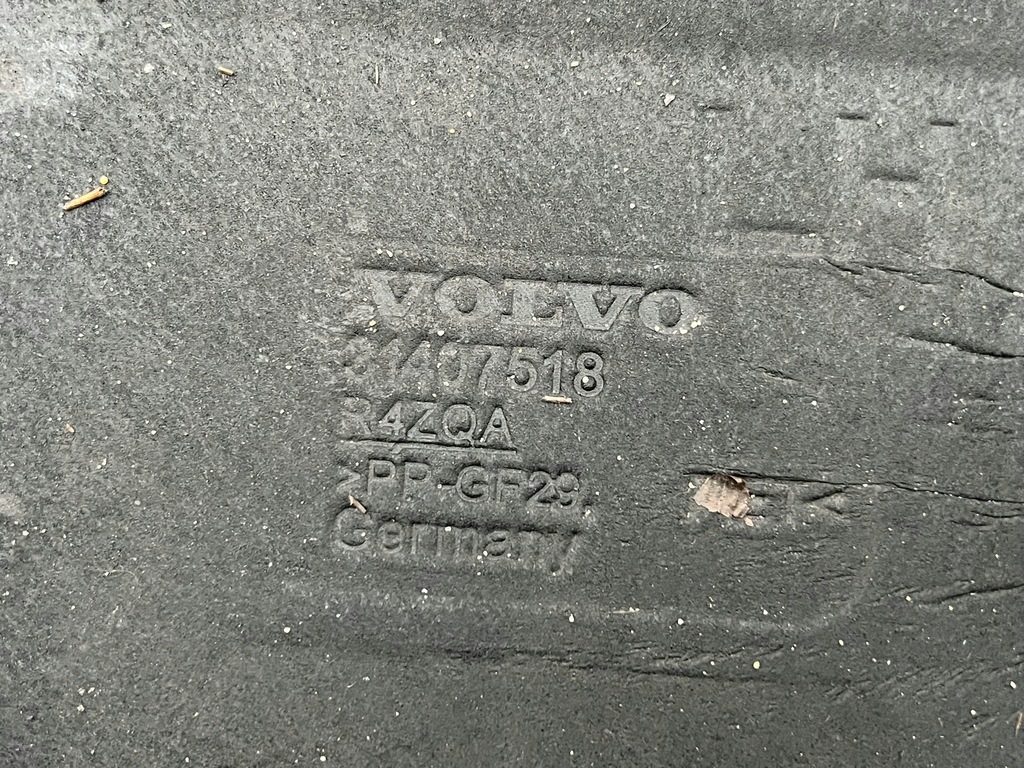 VOLVO
31407518
R4ZQA
>PP-GF29,
Germany